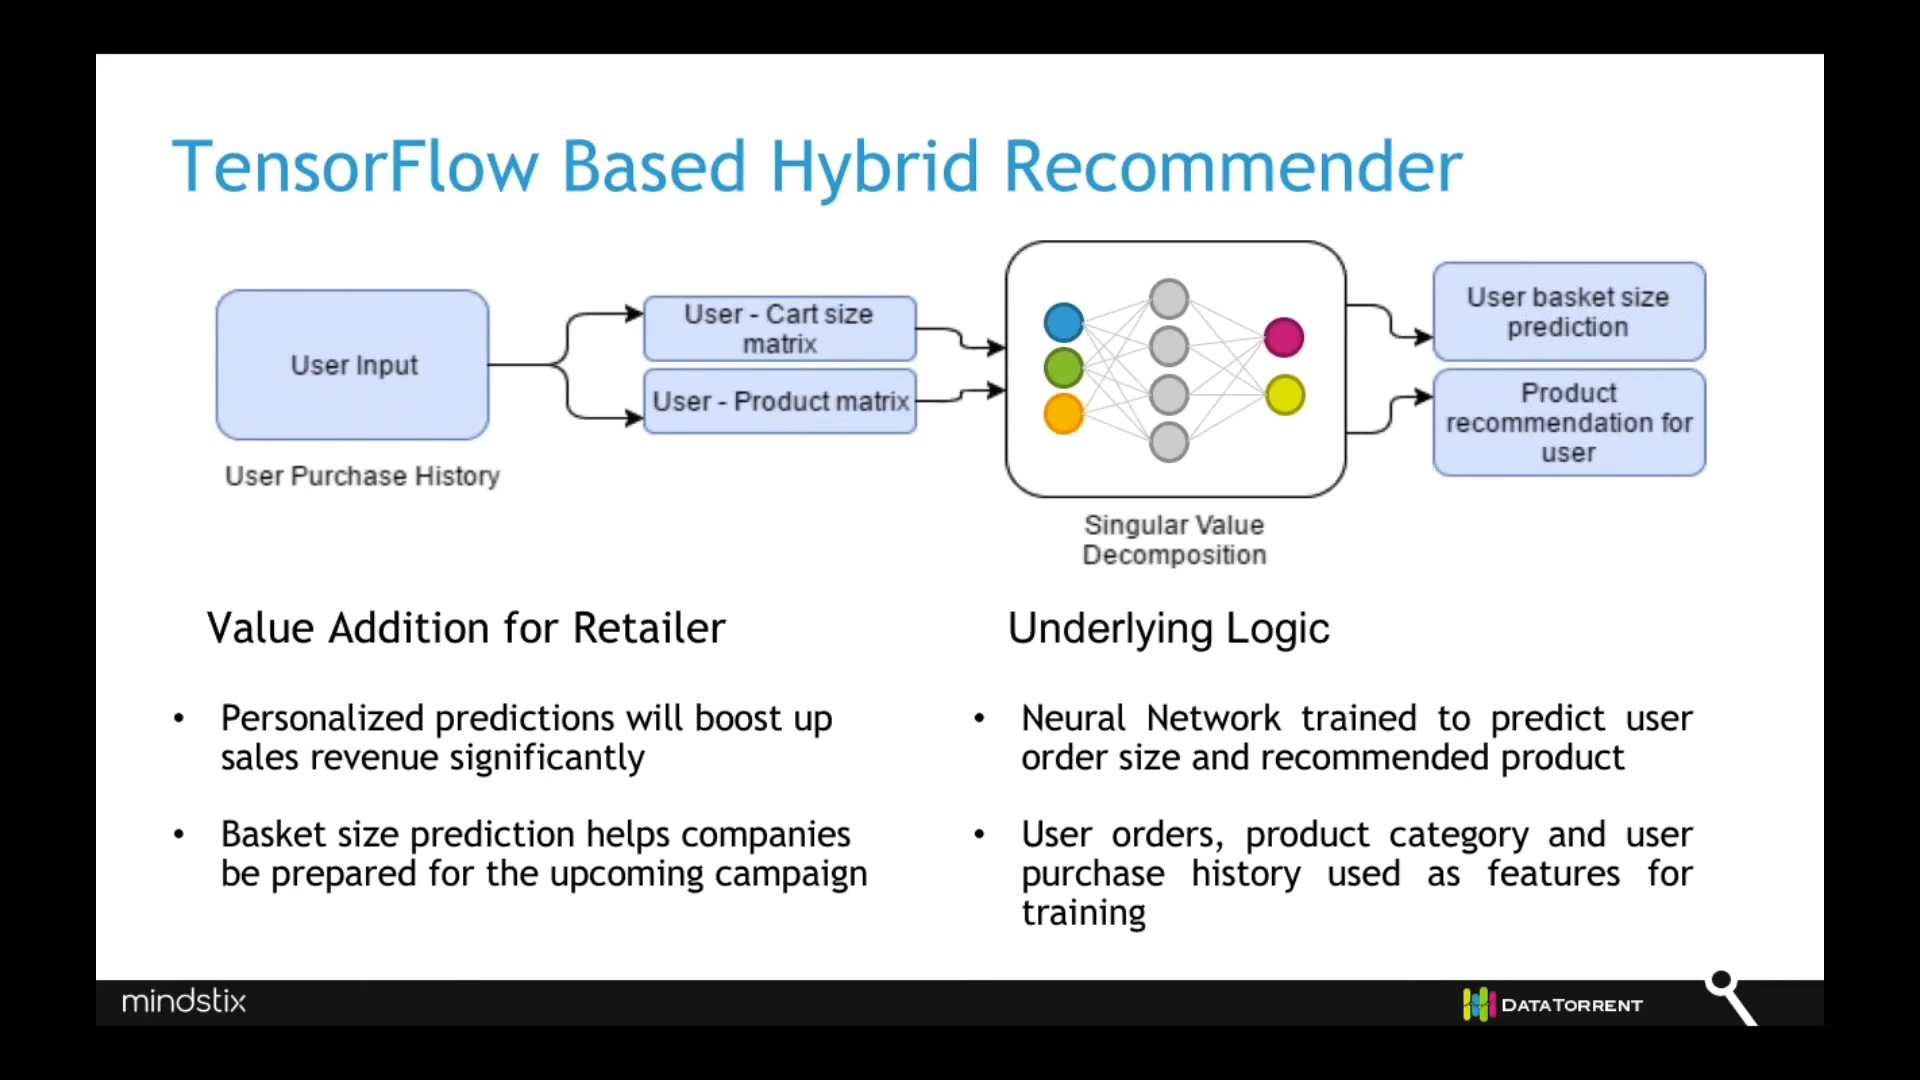 TensorFlow Based Hybrid Recommender
User Input
User Purchase History
User - Cart size
matrix
User - Product matrix
Singular Value
Decomposition
User basket size
prediction
Product
recommendation for
user
Value Addition for Retailer
• Personalized predictions will boost up
sales revenue significantly
• Basket size prediction helps companies
be prepared for the upcoming campaign
Underlying Logic
• Neural Network trained to predict user
order size and recommended product
• User orders, product category and user
purchase history used as features for
training
mindstix
DATATORRENT